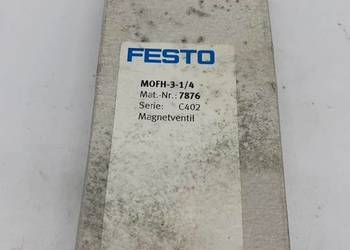 FESTO
MOFH-3-1/4
Mat.-Nr.: 7876
Serie: C402
Magnetventil